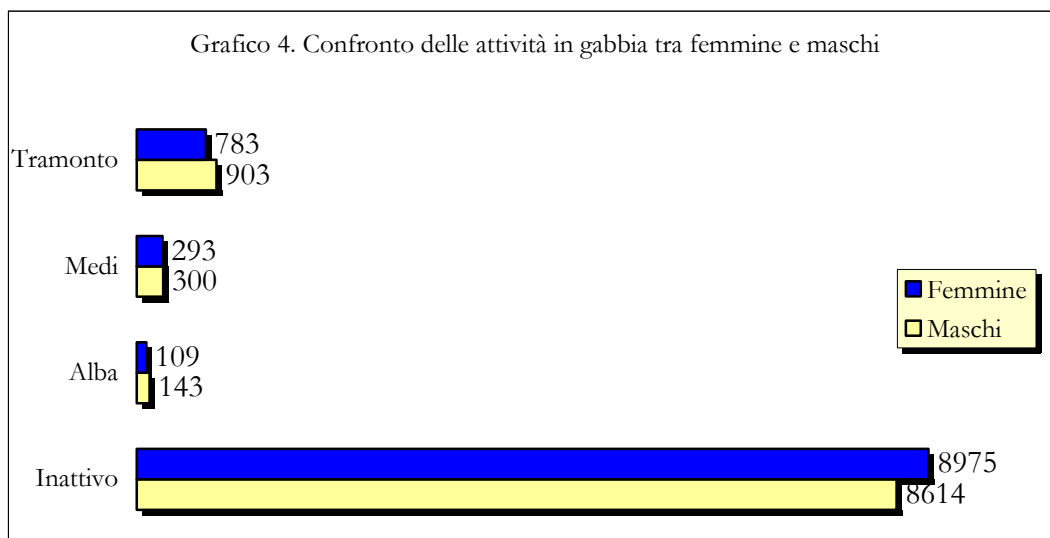 Grafico 4. Confronto delle attività in gabbia tra femmine e maschi
Tramonto
783
903
Medi
293
300
Alba
109
143
Inattivo
8975
8614
Femmine
Maschi